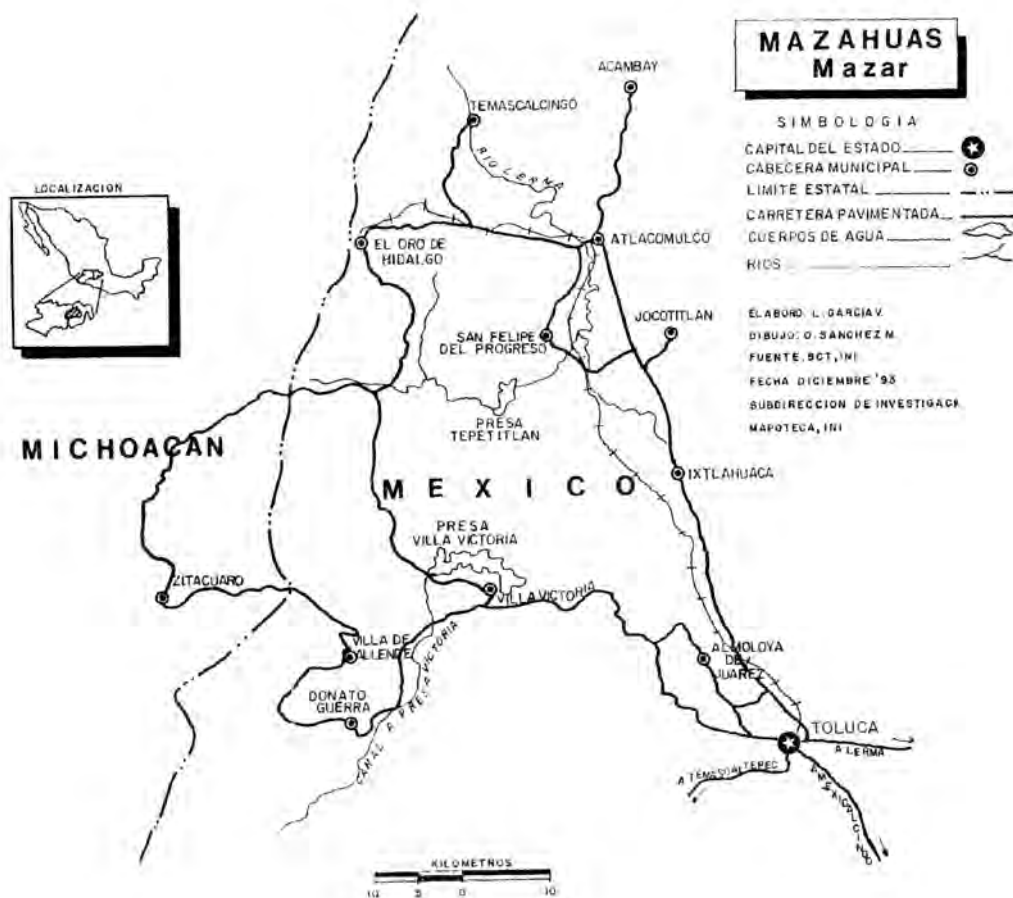 MAZAHUAS
Mazar
SIMBOLOGIA
CAPITAL DEL ESTADO
CABECERA MUNICIPAL
LIMITE ESTATAL
CARRETERA PAVIMENTADA
CUERPOS DE AGUA
RIOS
ELABORO: L. GARCIA V.
DIBUJO: O. SANCHEZ M.
FUENTE. SCT, INI
FECHA DICIEMBRE '93
SUBDIRECCION DE INVESTIGACN
MAPOTECA, INI
LOCALIZACION
ACAMBAY
TEMASCALCINGO
RIO LERMA
EL ORO DE
HIDALGO
ATLACOMULCO
JOCOTITLAN
SAN FELIPE
DEL PROGRESO
PRESA
TEPETITLAN
MICHOACAN
MEXICO
IXTLAHUACA
PRESA
VILLA VICTORIA
ZITACUARO
VILLA VICTORIA
VILLA DE
ALLENDE
ALMOLOYA
DE
JUAREZ
DONATO
GUERRA
CANAL A PRESA VICTORIA
TOLUCA
A LERMA
A TEMASCALTEPEC
A MEXICALCINGO
KILOMETROS
10 5 0 10